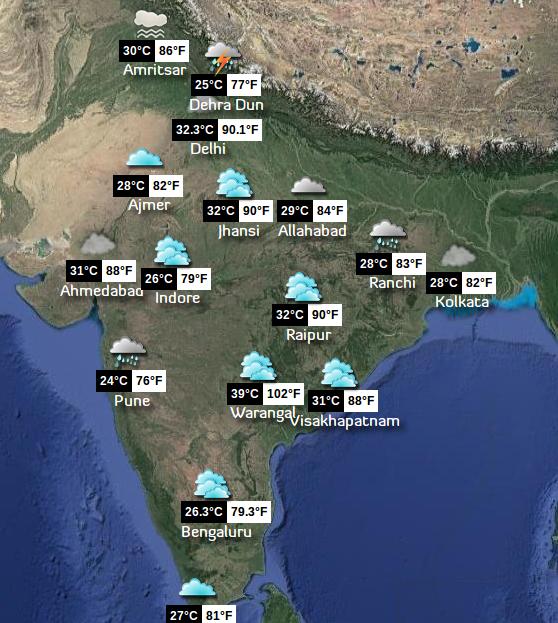 30°C 86°F
Amritsar
25°C 77°F
Dehra Dun
32.3°C 90.1°F
Delhi
28°C 82°F
Ajmer
32°C 90°F
Jhansi
29°C 84°F
Allahabad
31°C 88°F
Ahmedabad
26°C 79°F
Indore
28°C 83°F
Ranchi
28°C 82°F
Kolkata
32°C 90°F
Raipur
24°C 76°F
Pune
39°C 102°F
Warangal
31°C 88°F
Visakhapatnam
26.3°C 79.3°F
Bengaluru
27°C 81°F